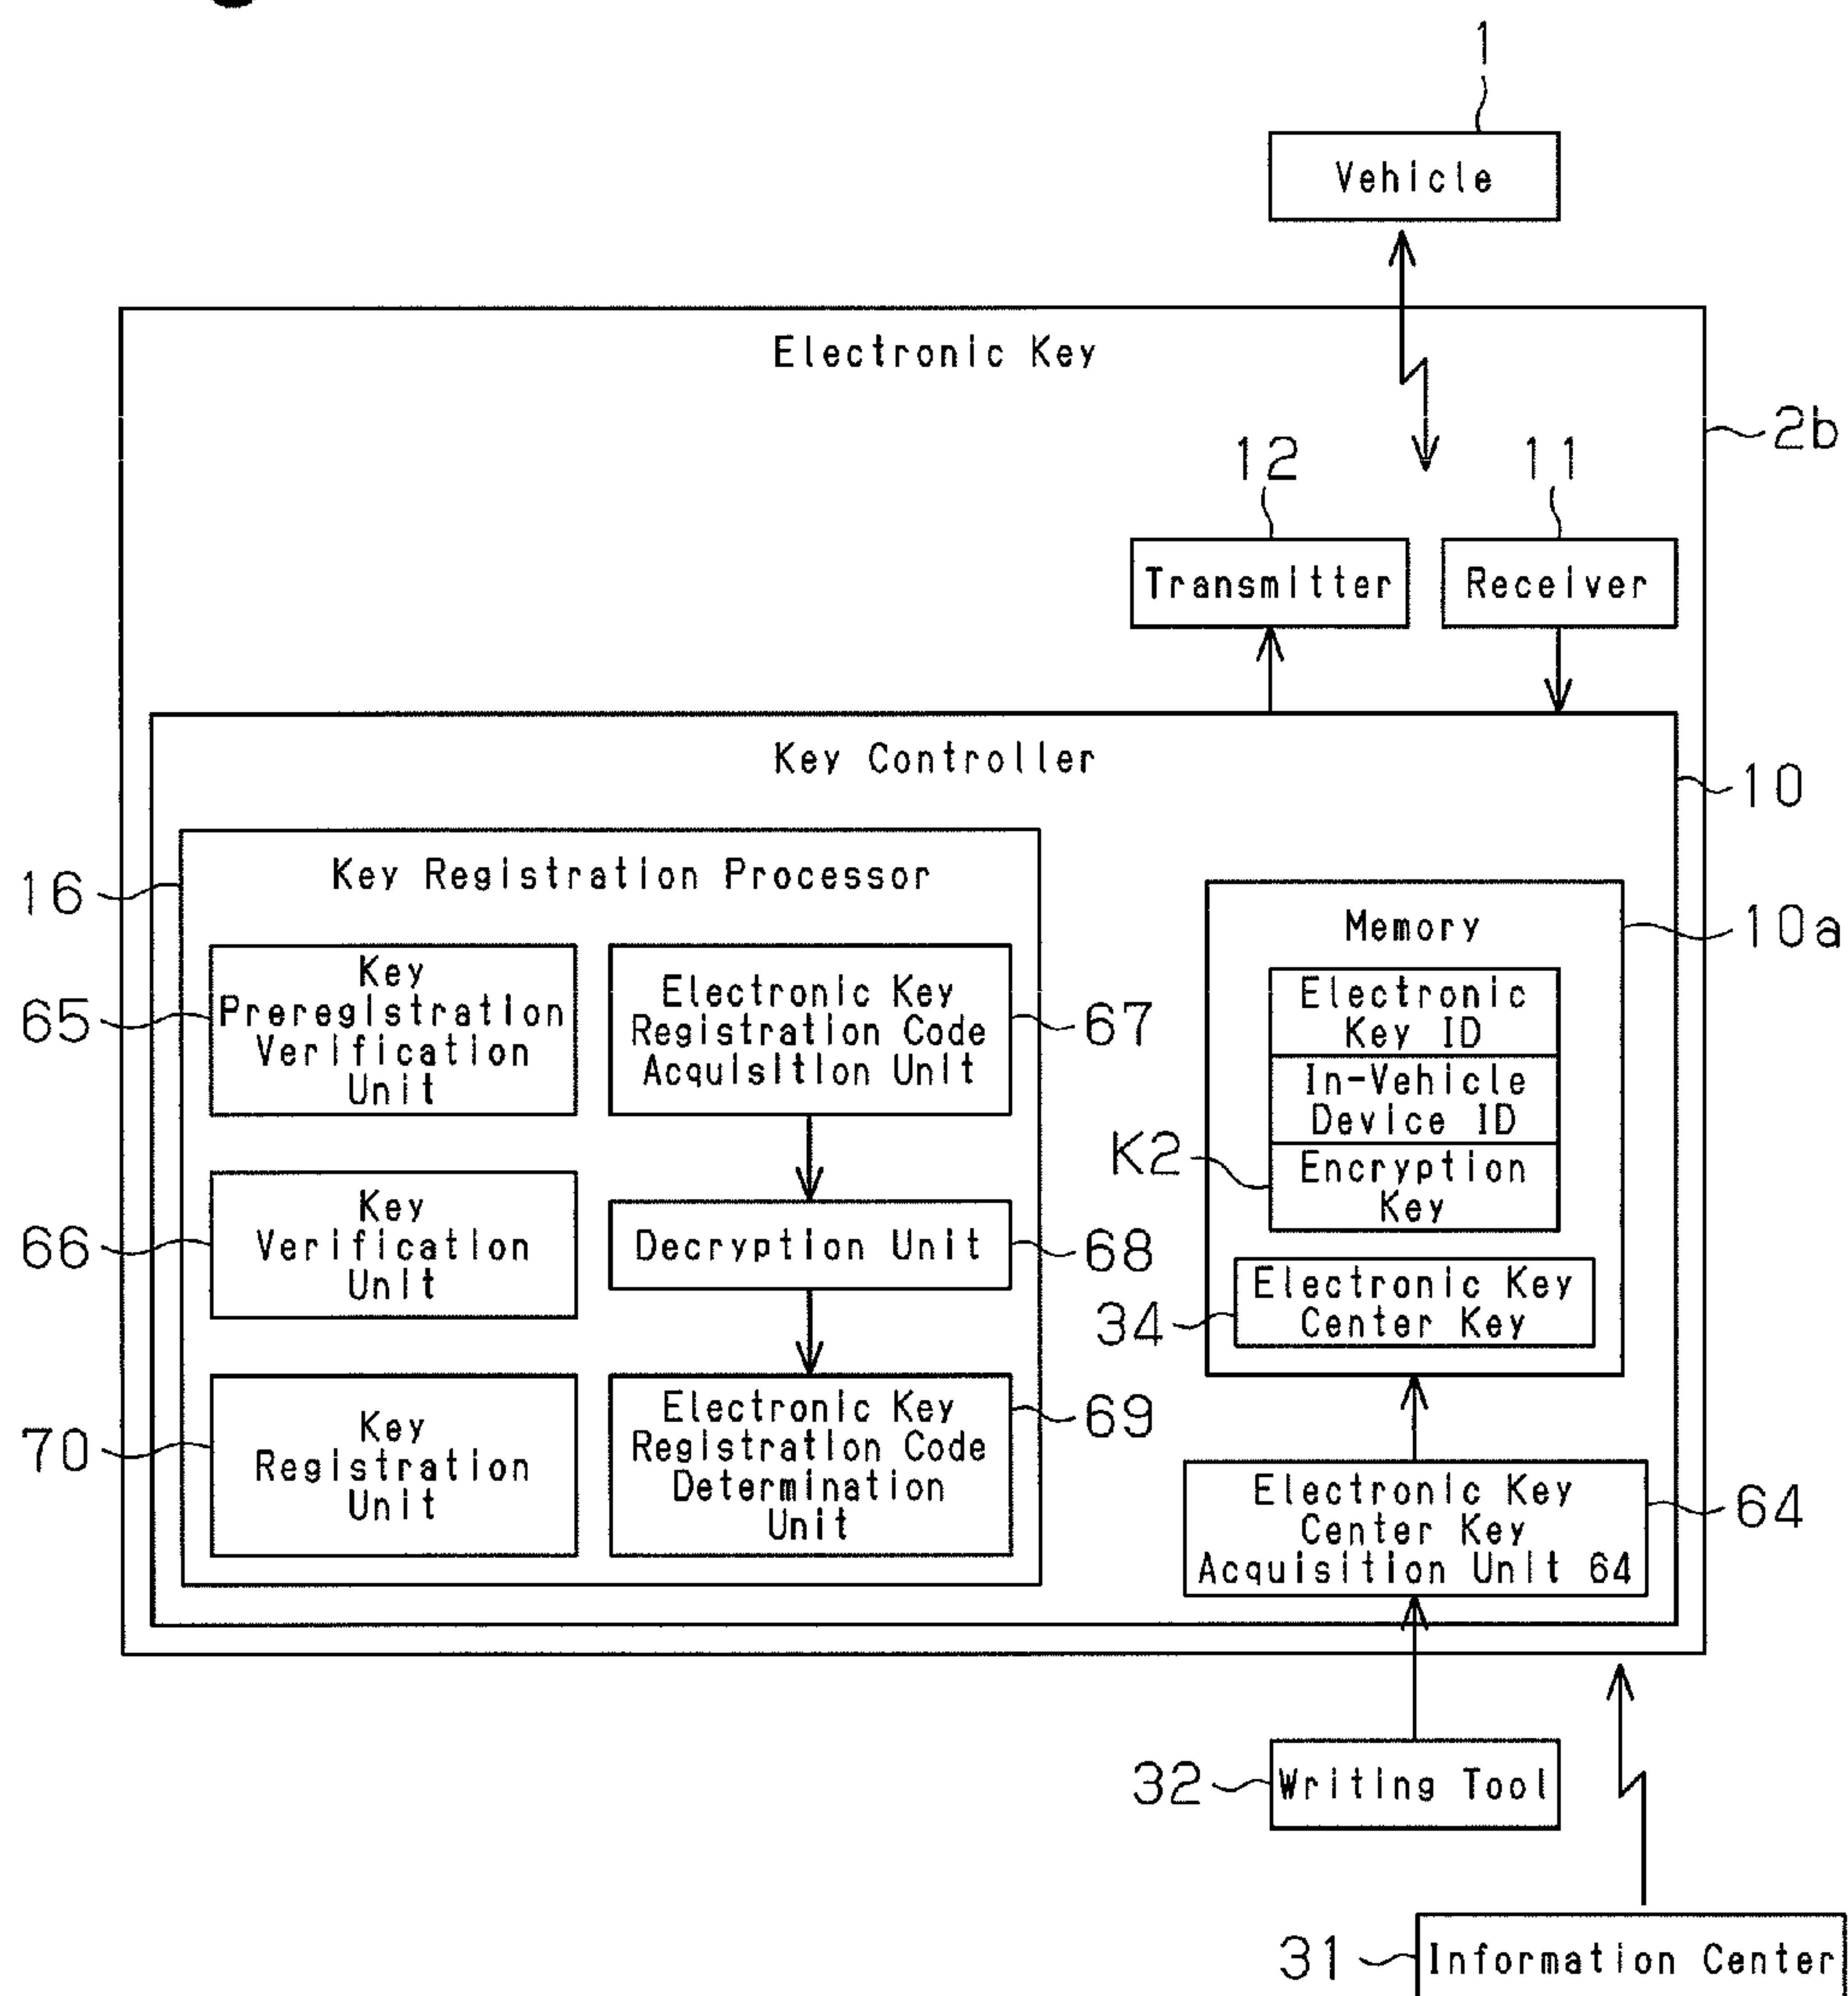 1
Vehicle
Electronic Key
2b
12
11
Transmitter
Receiver
Key Controller
10
16
Key Registration Processor
Memory
10a
65
Key
Preregistration
Verification
Unit
Electronic Key
Registration Code
Acquisition Unit
67
Electronic
Key ID
In-Vehicle
Device ID
K2
Encryption
Key
66
Key
Verification
Unit
Decryption Unit
68
34
Electronic Key
Center Key
70
Key
Registration
Unit
Electronic Key
Registration Code
Determination
Unit
69
Electronic Key
Center Key
Acquisition Unit 64
64
32
Writing Tool
31
Information Center